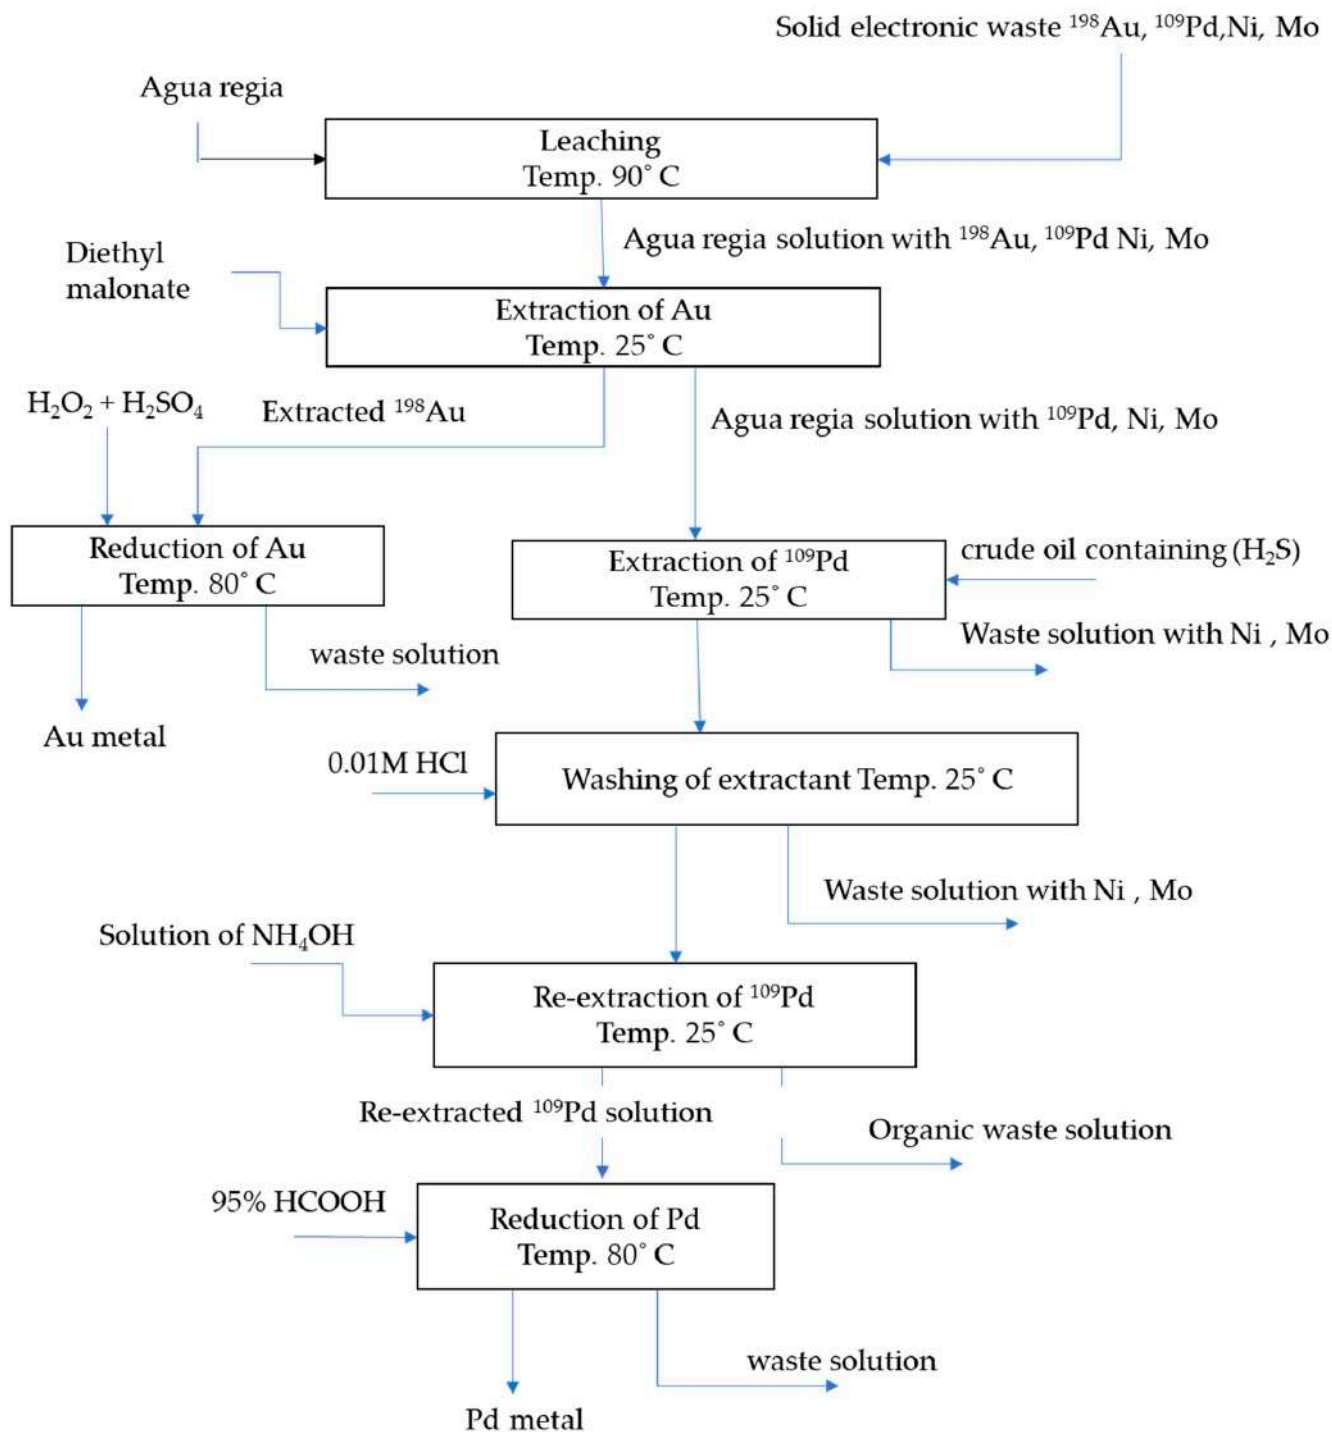 Solid electronic waste ¹⁹⁸Au, ¹⁰⁹Pd,Ni, Mo
Agua regia
Leaching
Temp. 90° C
Agua regia solution with ¹⁹⁸Au, ¹⁰⁹Pd Ni, Mo
Diethyl
malonate
Extraction of Au
Temp. 25° C
H₂O₂ + H₂SO₄
Extracted ¹⁹⁸Au
Agua regia solution with ¹⁰⁹Pd, Ni, Mo
Reduction of Au
Temp. 80° C
Extraction of ¹⁰⁹Pd
Temp. 25° C
crude oil containing (H₂S)
Waste solution with Ni , Mo
waste solution
Au metal
0.01M HCl
Washing of extractant Temp. 25° C
Waste solution with Ni , Mo
Solution of NH₄OH
Re-extraction of ¹⁰⁹Pd
Temp. 25° C
Re-extracted ¹⁰⁹Pd solution
Organic waste solution
95% HCOOH
Reduction of Pd
Temp. 80° C
waste solution
Pd metal